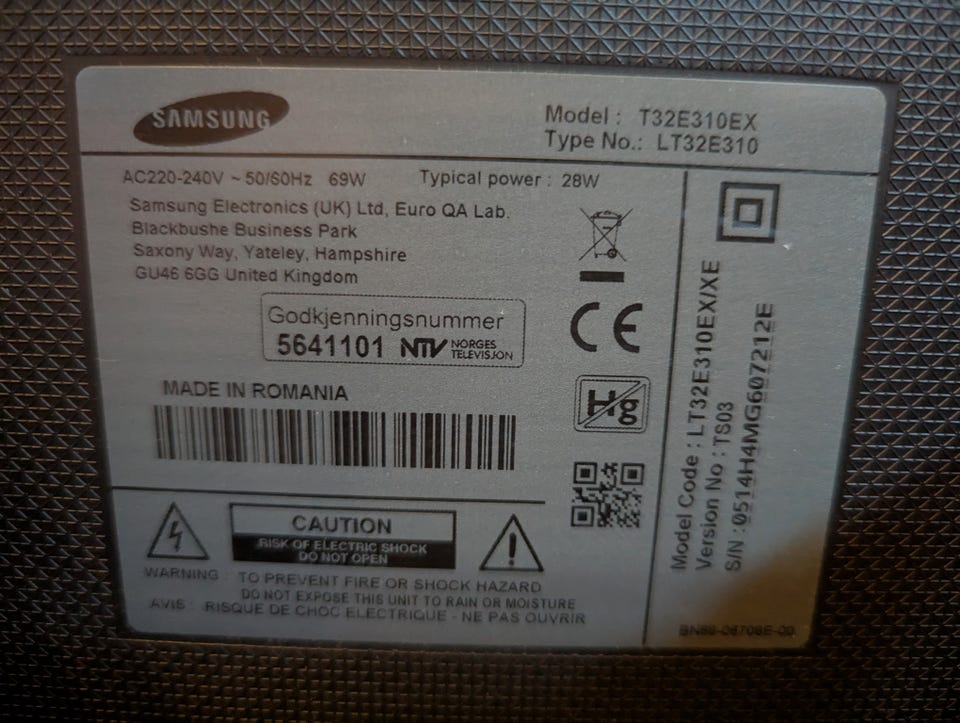 SAMSUNG
Model : T32E310EX
Type No.: LT32E310
AC220-240V ~ 50/60Hz 69W Typical power : 28W
Samsung Electronics (UK) Ltd, Euro QA Lab.
Blackbushe Business Park
Saxony Way, Yateley, Hampshire
GU46 6GG United Kingdom
Godkjenningsnummer
5641101 NTV NORGES TELEVISJON
MADE IN ROMANIA
CE
Hg
CAUTION
RISK OF ELECTRIC SHOCK
DO NOT OPEN
WARNING : TO PREVENT FIRE OR SHOCK HAZARD
DO NOT EXPOSE THIS UNIT TO RAIN OR MOISTURE
AVIS : RISQUE DE CHOC ELECTRIQUE - NE PAS OUVRIR
Model Code : LT32E310EX/XE
Version No : TS03
S/N : 0514H4MG607212E
BN68-06706E-00